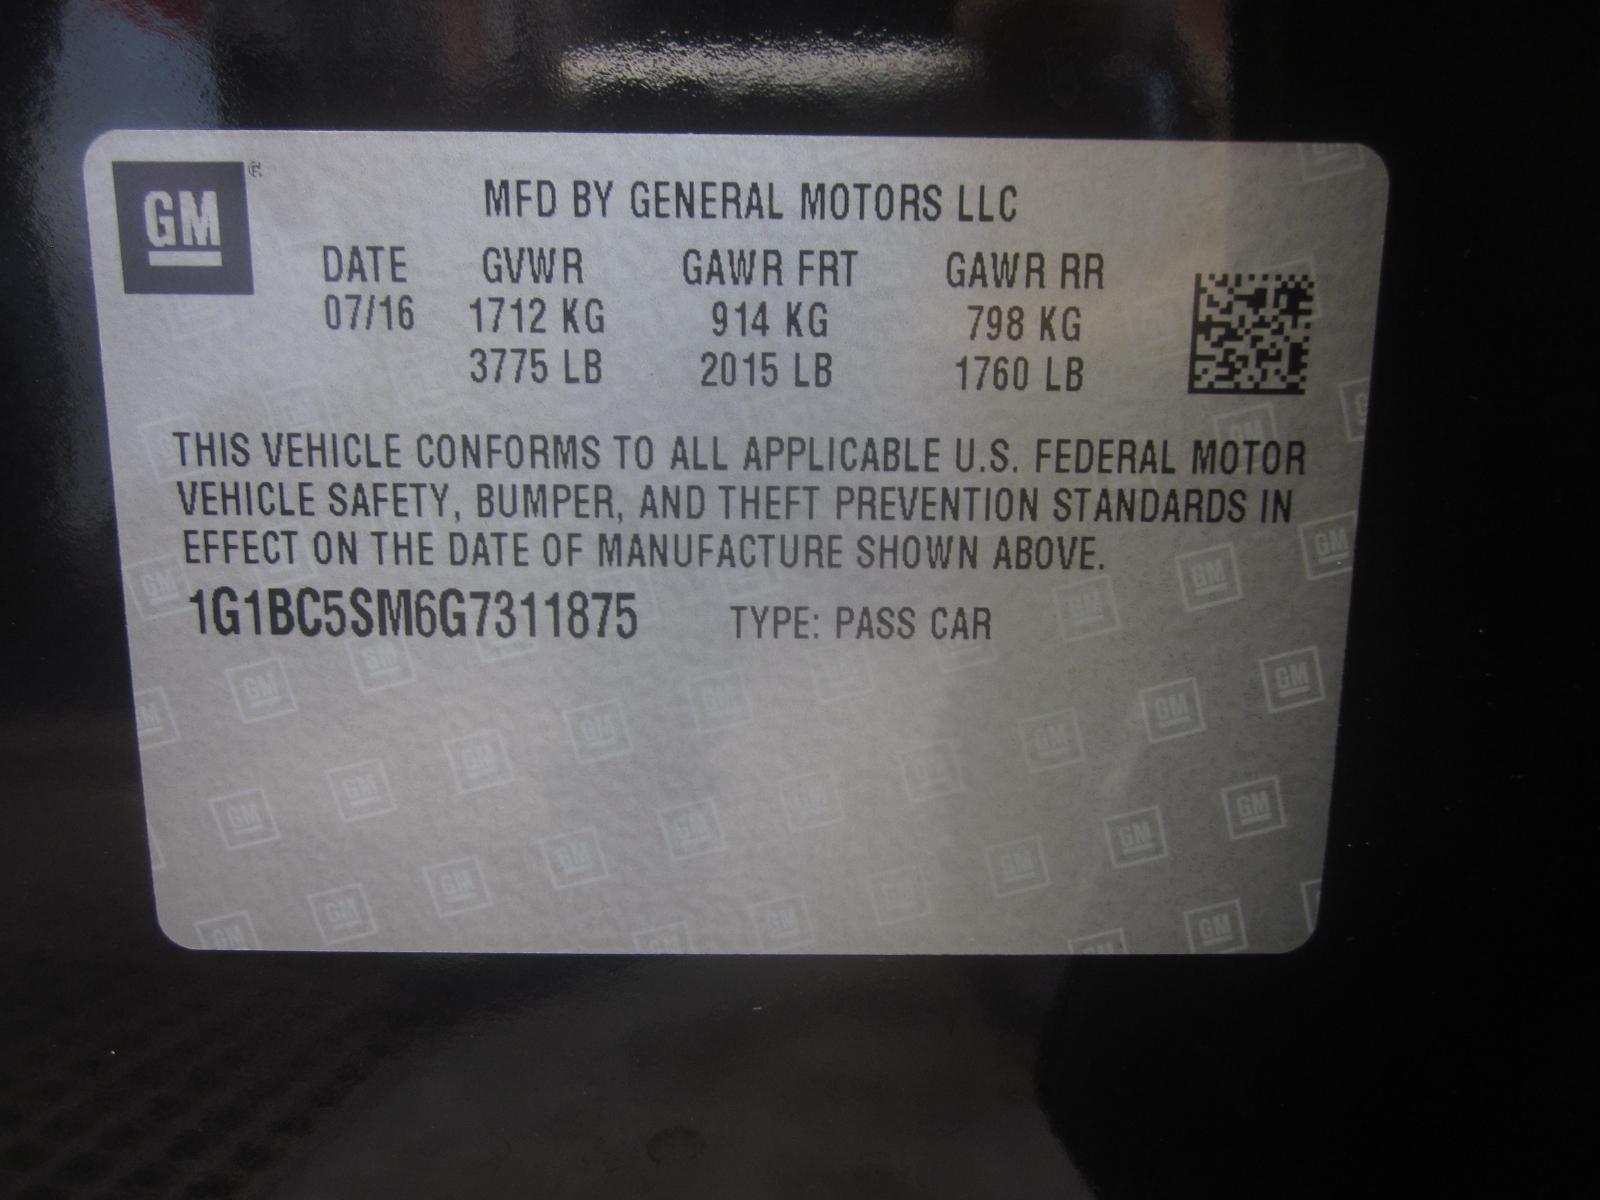 GM ®
MFD BY GENERAL MOTORS LLC
DATE GVWR GAWR FRT GAWR RR
07/16 1712 KG 914 KG 798 KG
3775 LB 2015 LB 1760 LB
THIS VEHICLE CONFORMS TO ALL APPLICABLE U.S. FEDERAL MOTOR
VEHICLE SAFETY, BUMPER, AND THEFT PREVENTION STANDARDS IN
EFFECT ON THE DATE OF MANUFACTURE SHOWN ABOVE.
1G1BC5SM6G7311875 TYPE: PASS CAR